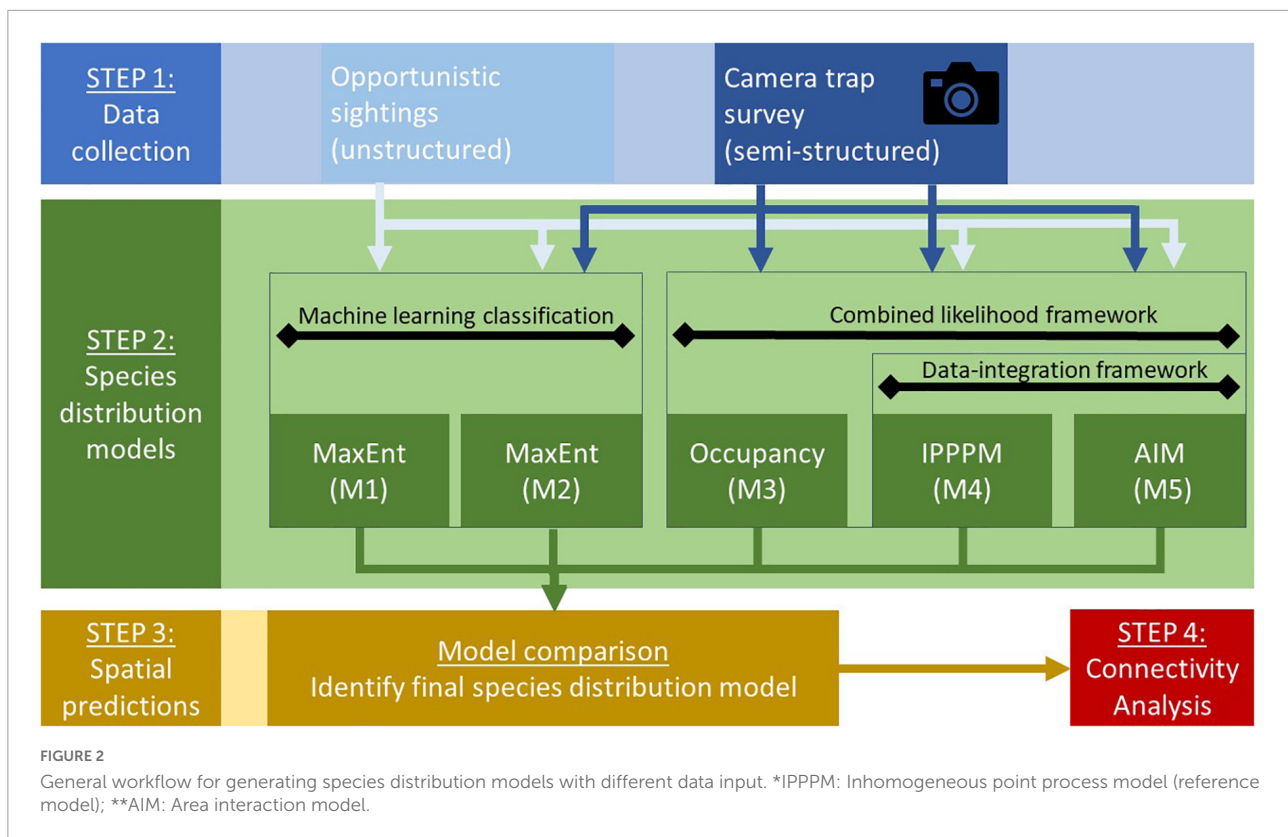 STEP 1:
Data
collection
Opportunistic
sightings
(unstructured)
Camera trap
survey
(semi-structured)
STEP 2:
Species
distribution
models
Machine learning classification
Combined likelihood framework
Data-integration framework
MaxEnt
(M1)
MaxEnt
(M2)
Occupancy
(M3)
IPPPM
(M4)
AIM
(M5)
STEP 3:
Spatial
predictions
Model comparison
Identify final species distribution model
STEP 4:
Connectivity
Analysis
FIGURE 2
General workflow for generating species distribution models with different data input. *IPPPM: Inhomogeneous point process model (reference
model); **AIM: Area interaction model.